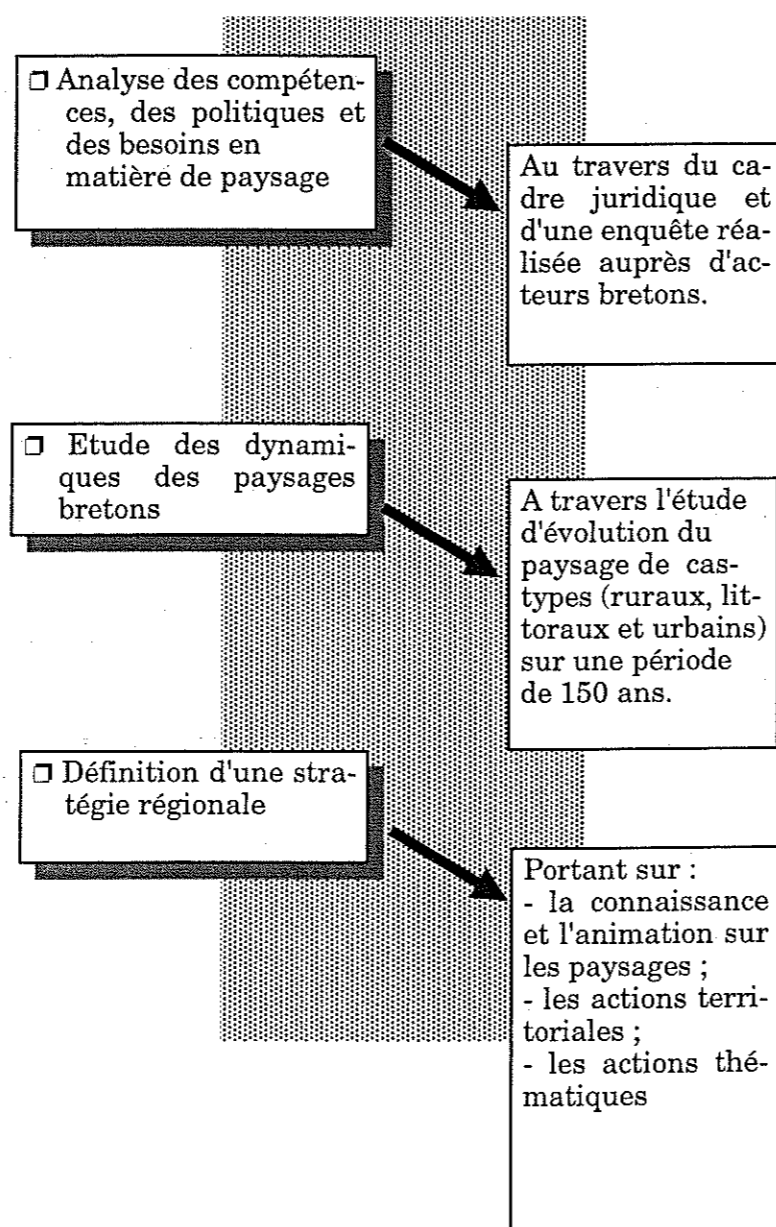 ❐ Analyse des compéten-
ces, des politiques et
des besoins en
matière de paysage
Au travers du ca-
dre juridique et
d'une enquête réa-
lisée auprès d'ac-
teurs bretons.
❐ Etude des dynami-
ques des paysages
bretons
A travers l'étude
d'évolution du
paysage de cas-
types (ruraux, lit-
toraux et urbains)
sur une période
de 150 ans.
❐ Définition d'une stra-
tégie régionale
Portant sur :
- la connaissance
et l'animation sur
les paysages ;
- les actions terri-
toriales ;
- les actions thé-
matiques